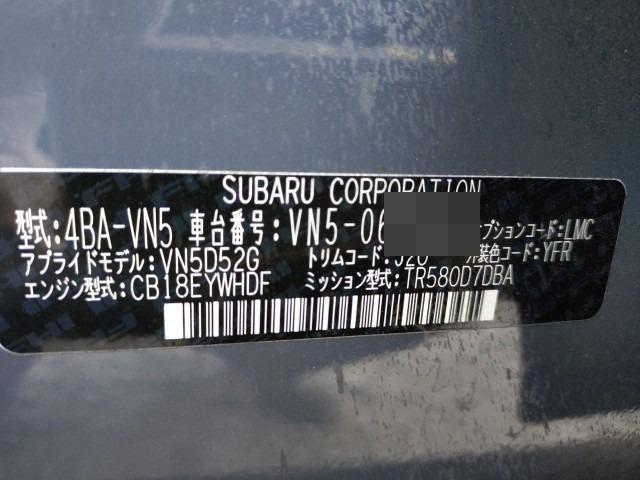 SUBARU CORPORATION
型式:4BA-VN5 車台番号:VN5-06 プションコード:LMC
アプライドモデル:VN5D52G トリムコード: 装色コード:YFR
エンジン型式:CB18EYWHDF ミッション型式:TR580D7DBA